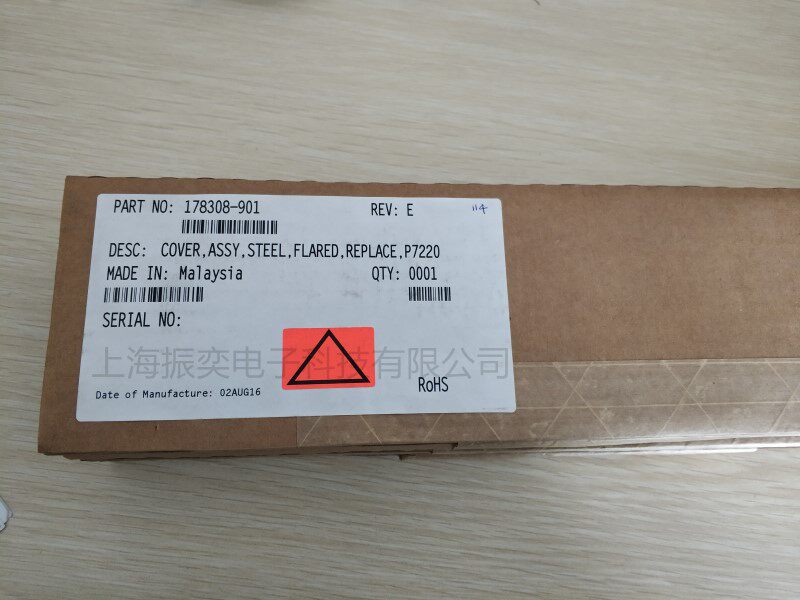 PART NO: 178308-901 REV: E 114
DESC: COVER,ASSY,STEEL,FLARED,REPLACE,P7220
MADE IN: Malaysia QTY: 0001
SERIAL NO:
上海振奕电子科技有限公司
Date of Manufacture: 02AUG16 RoHS